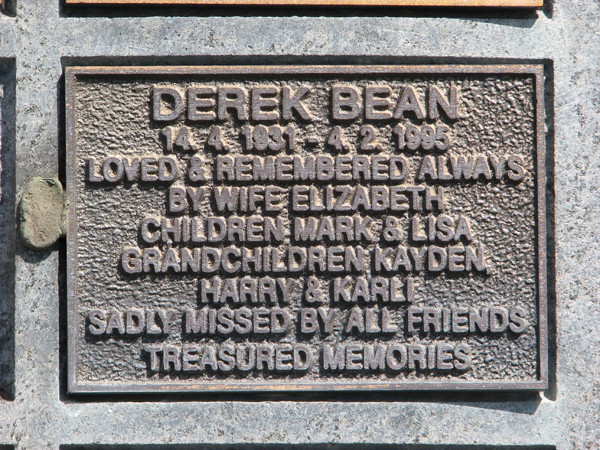 DEREK BEAN
14. 4. 1931 - 4. 2. 1995
LOVED & REMEMBERED ALWAYS
BY WIFE ELIZABETH
CHILDREN MARK & LISA
GRANDCHILDREN KAYDEN,
HARRY & KARLI
SADLY MISSED BY ALL FRIENDS
TREASURED MEMORIES